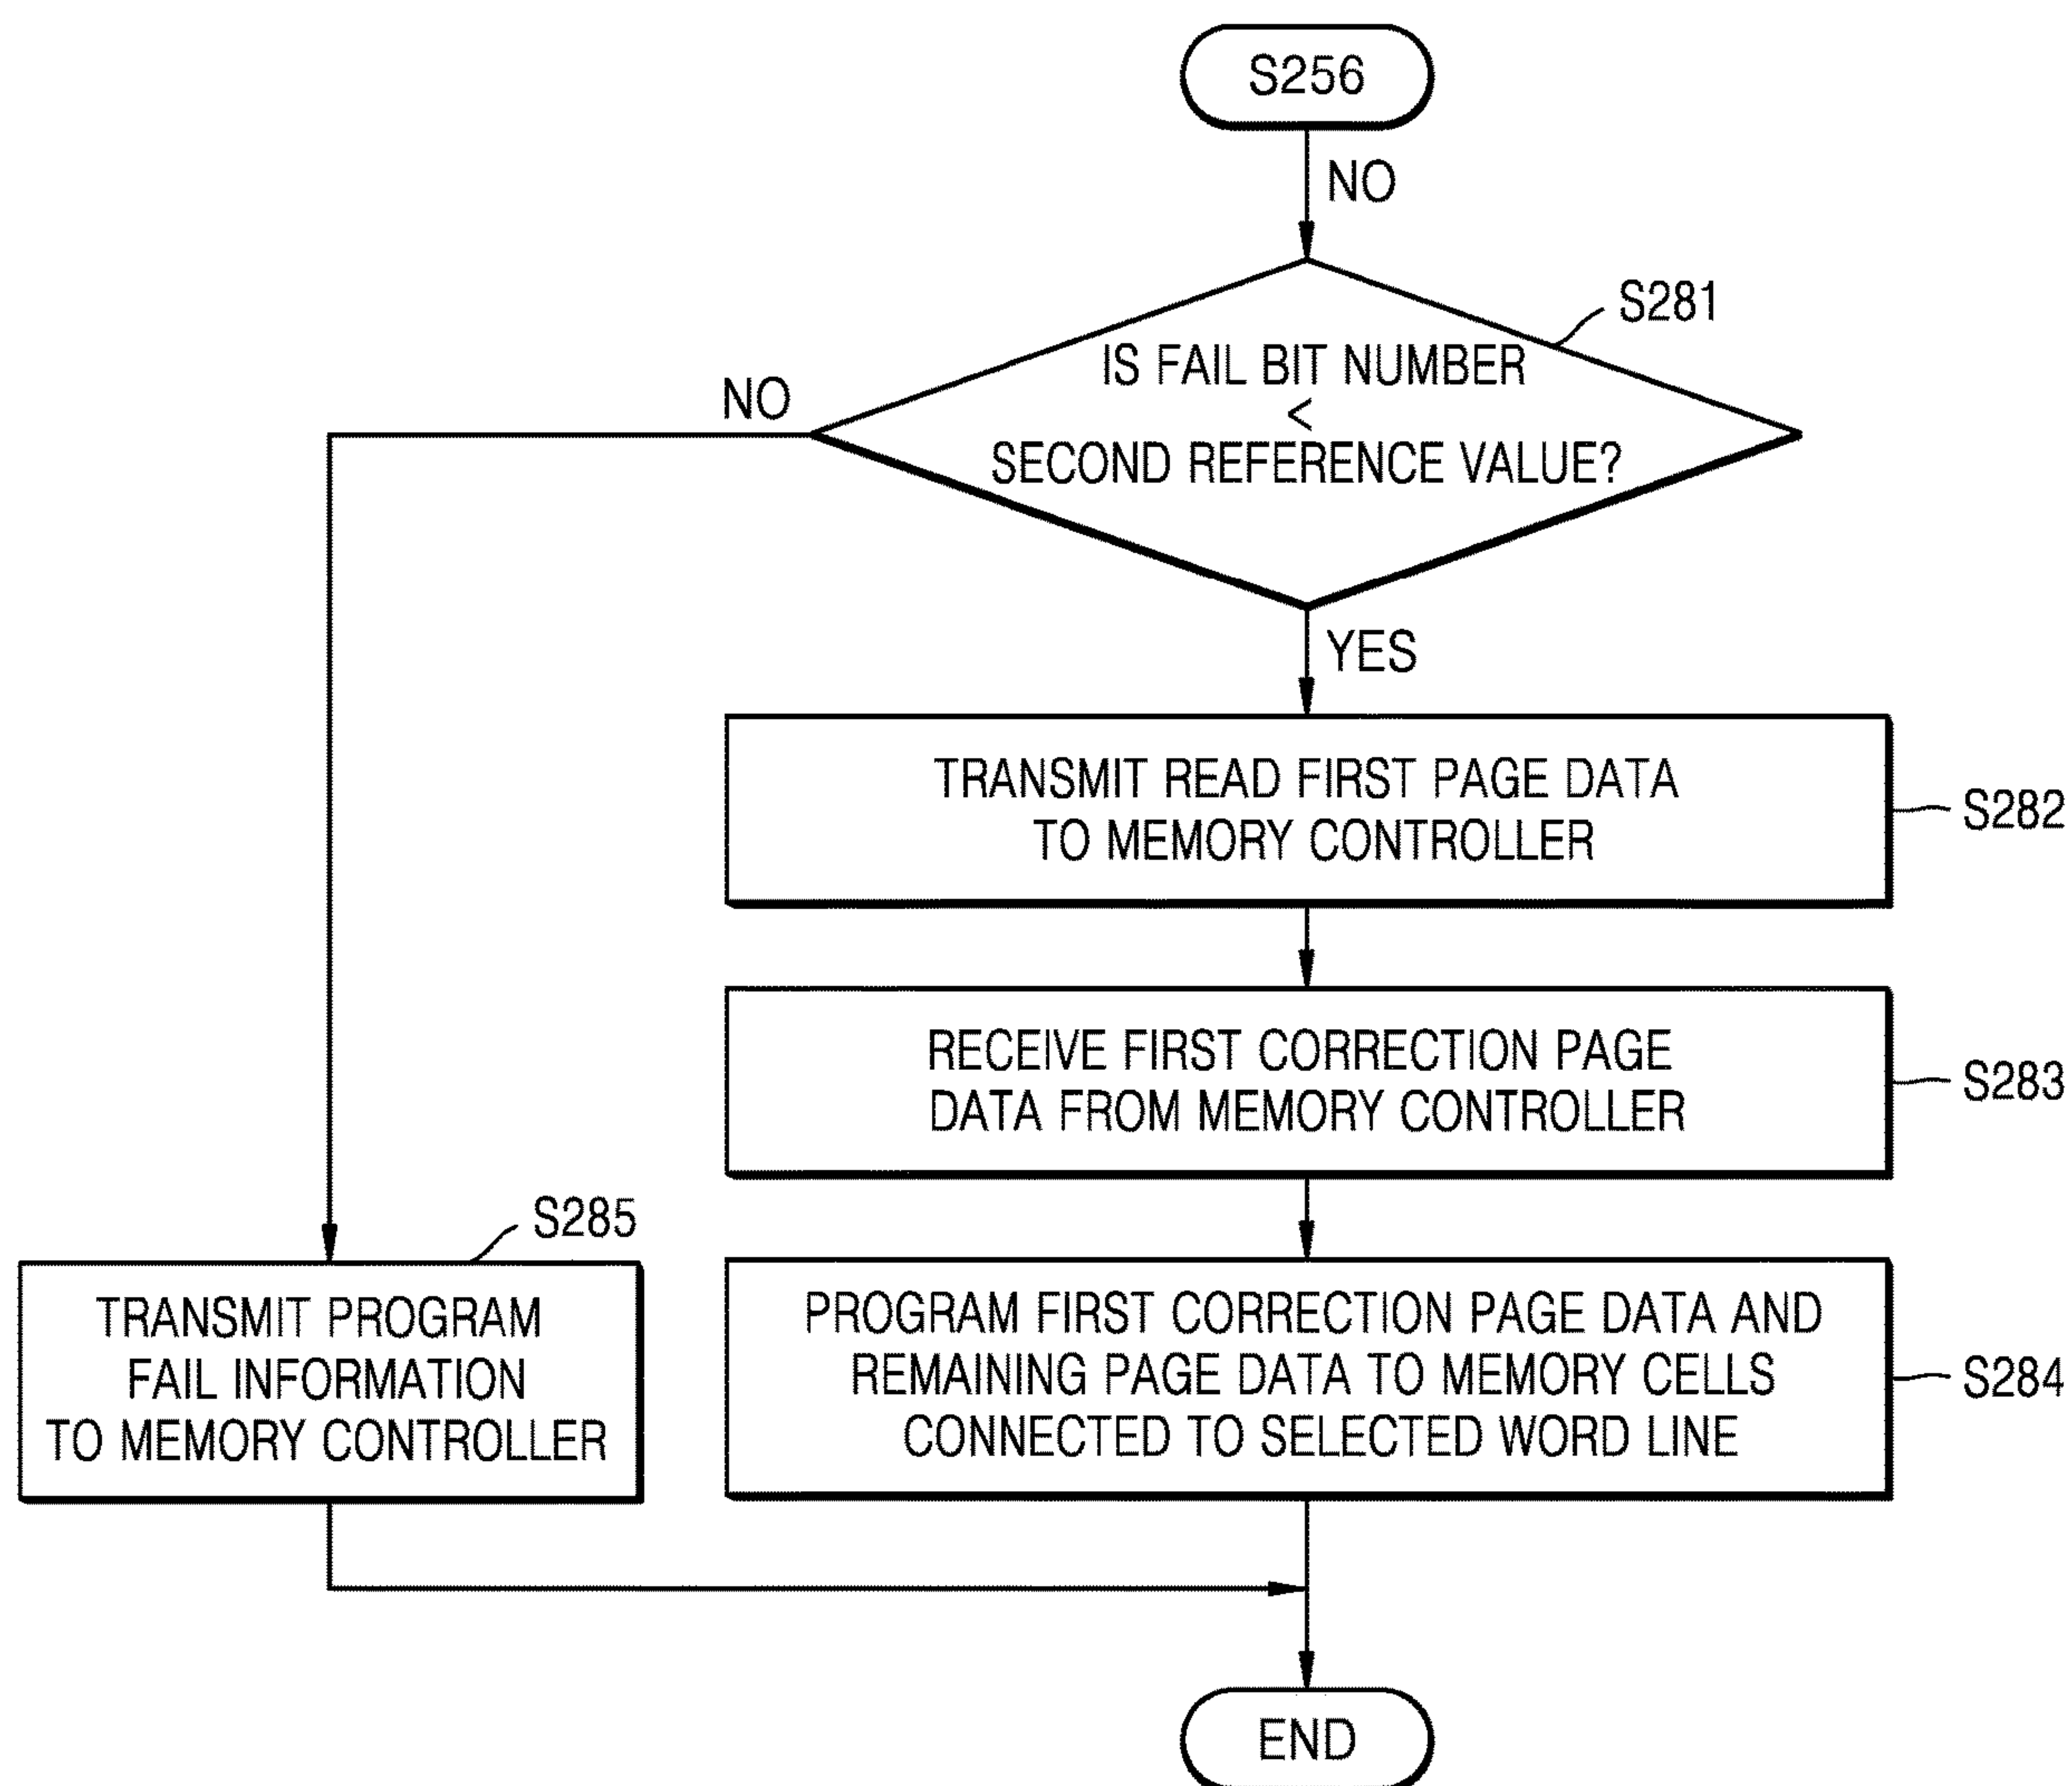 S256
NO
S281
IS FAIL BIT NUMBER
<
SECOND REFERENCE VALUE?
NO
YES
TRANSMIT READ FIRST PAGE DATA
TO MEMORY CONTROLLER
S282
RECEIVE FIRST CORRECTION PAGE
DATA FROM MEMORY CONTROLLER
S283
S285
TRANSMIT PROGRAM
FAIL INFORMATION
TO MEMORY CONTROLLER
PROGRAM FIRST CORRECTION PAGE DATA AND
REMAINING PAGE DATA TO MEMORY CELLS
CONNECTED TO SELECTED WORD LINE
S284
END